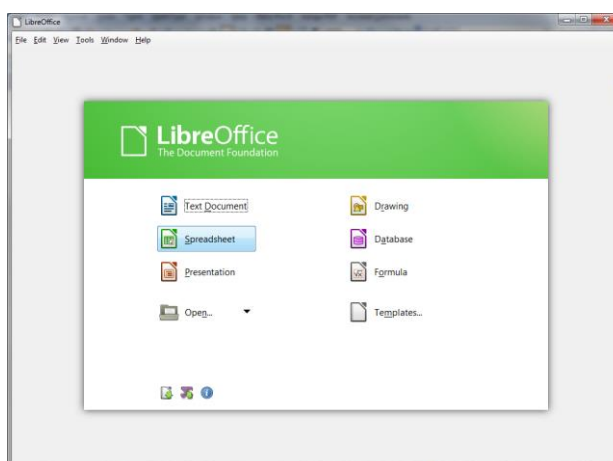 LibreOffice
File Edit View Tools Window Help
LibreOffice
The Document Foundation
Text Document
Drawing
Spreadsheet
Database
Presentation
Formula
Open...
Templates...